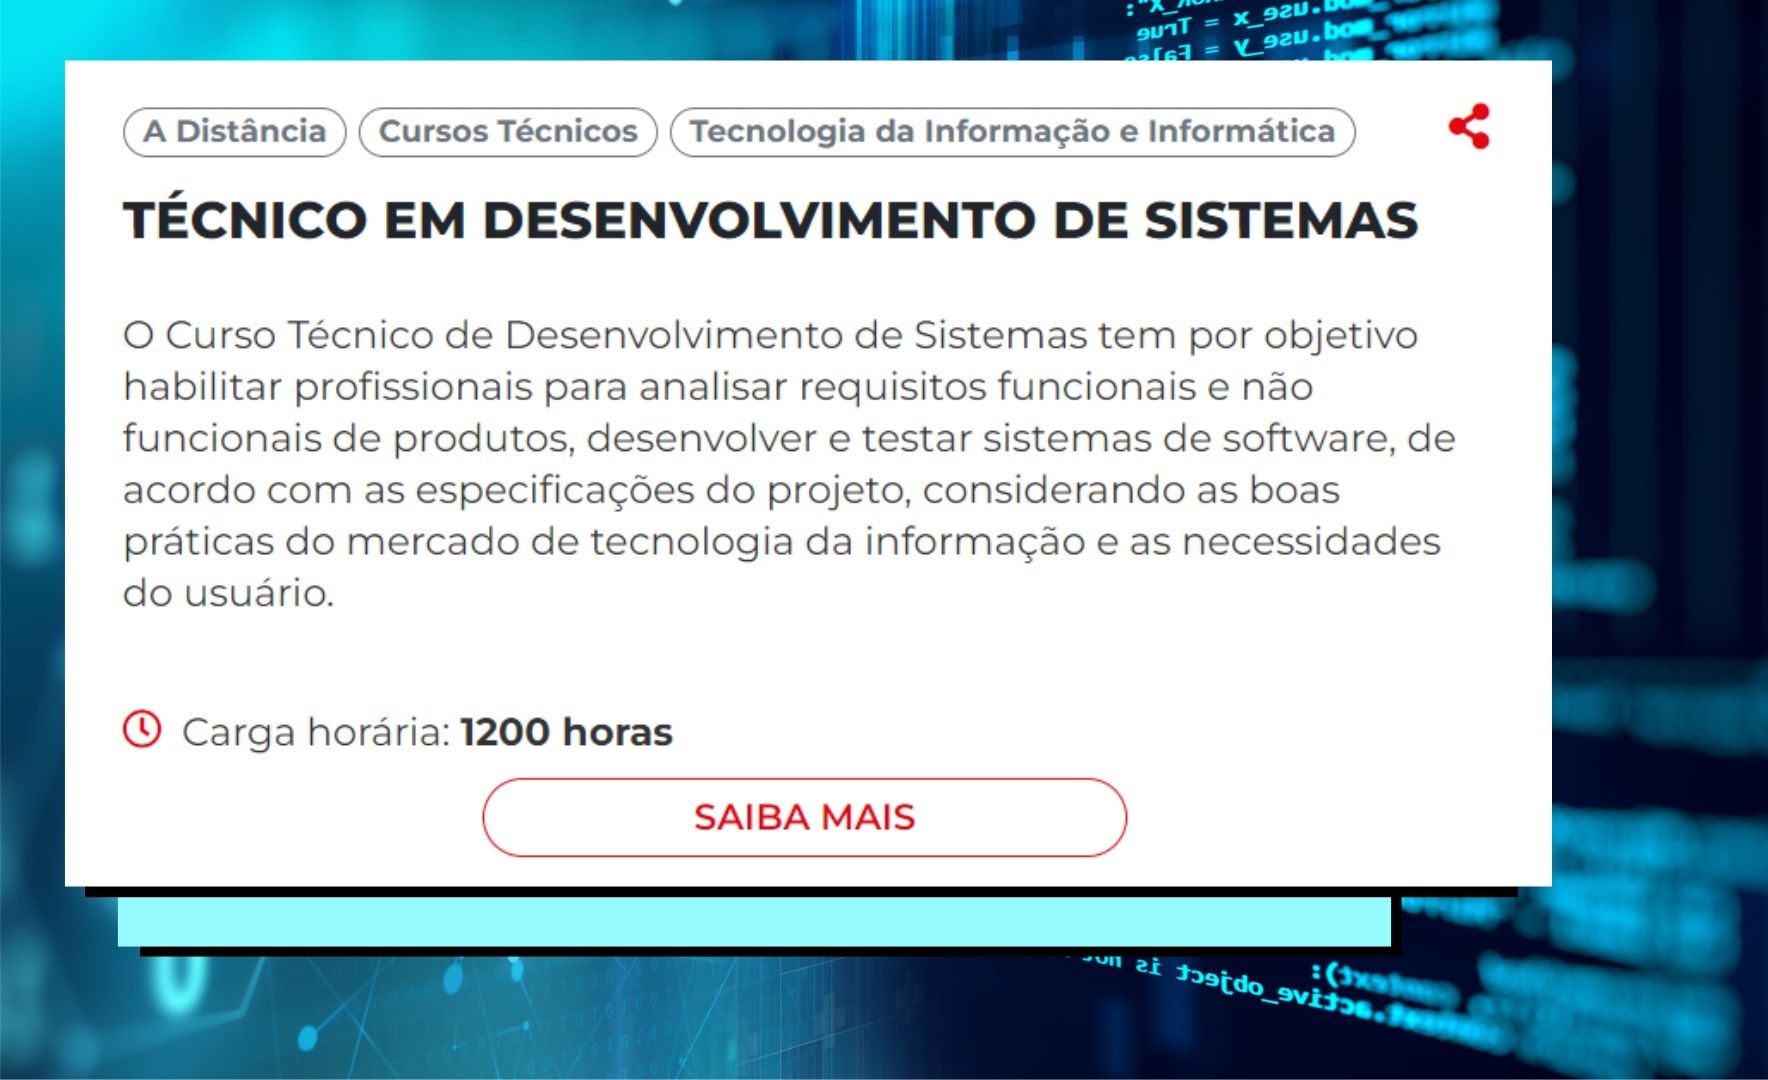 A Distância
Cursos Técnicos
Tecnologia da Informação e Informática
TÉCNICO EM DESENVOLVIMENTO DE SISTEMAS
O Curso Técnico de Desenvolvimento de Sistemas tem por objetivo
habilitar profissionais para analisar requisitos funcionais e não
funcionais de produtos, desenvolver e testar sistemas de software, de
acordo com as especificações do projeto, considerando as boas
práticas do mercado de tecnologia da informação e as necessidades
do usuário.
Carga horária: 1200 horas
SAIBA MAIS